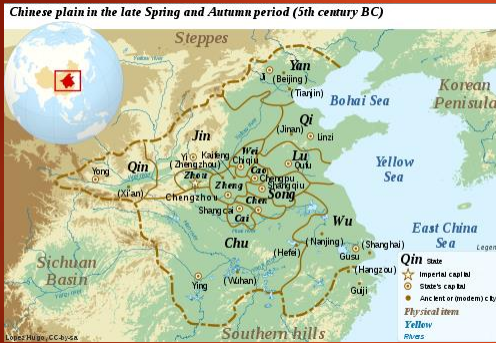 Chinese plain in the late Spring and Autumn period (5th century BC)
Steppes
Yan
Ji
(Beijing)
(Tianjin)
Korean
Peninsula
Bohai Sea
Qi
(Jinan)
Linzi
Jin
Wei
Lu
Qufu
Yellow
Sea
Yi
Kaifeng
(Zhengzhou)
Chiqiu
Cao
Chengpu
Yong
Qin
Zhou
Shangqiu
(Xi'an)
Chengzhou
Zheng
Song
Chen
Shangcai
Cai
Wu
East China
Sea
Chu
(Nanjing)
(Shanghai)
(Hefei)
Gusu
(Hangzou)
Sichuan
Basin
Ying
(Wuhan)
Guiji
Southern hills
Qin State
Imperial capital
State's capital
Ancient or (modern) city
Physical item
Yellow
Rivers
Lopez Hugo, CC-by-sa